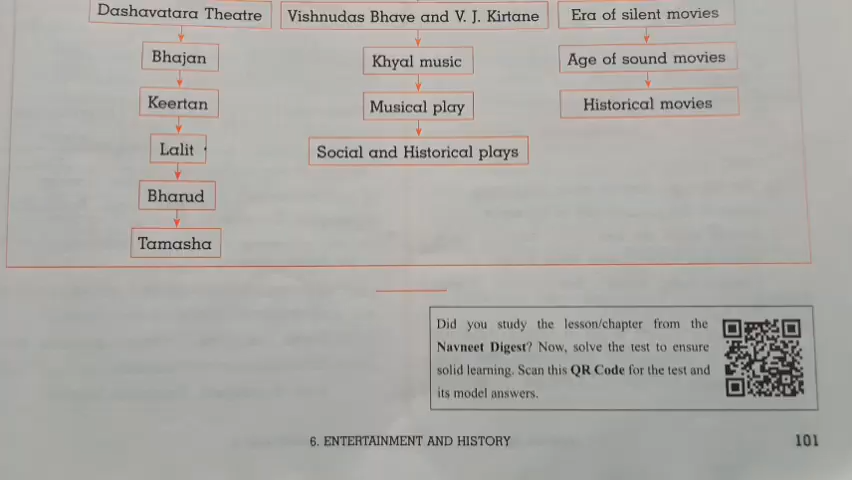 Dashavatara Theatre
Bhajan
Keertan
Lalit
Bharud
Tamasha
Vishnudas Bhave and V. J. Kirtane
Khyal music
Musical play
Social and Historical plays
Era of silent movies
Age of sound movies
Historical movies
Did you study the lesson/chapter from the
Navneet Digest? Now, solve the test to ensure
solid learning. Scan this QR Code for the test and
its model answers.
6. ENTERTAINMENT AND HISTORY
101